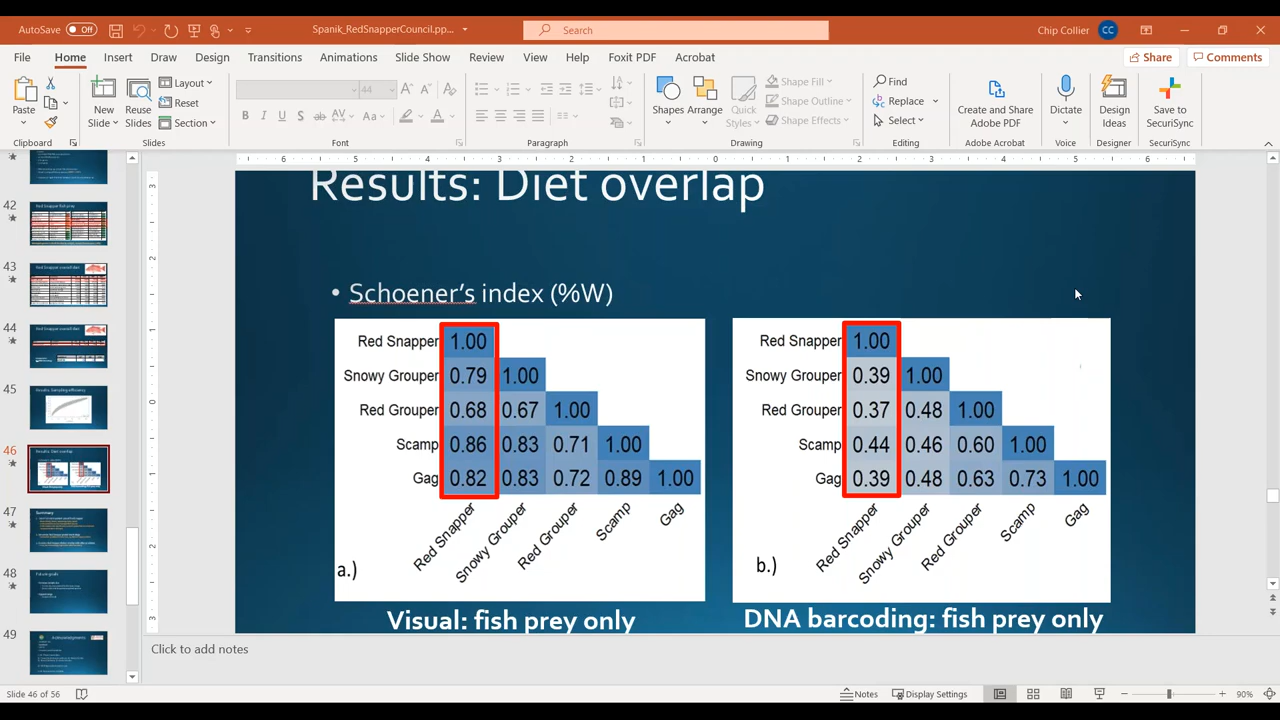 AutoSave Off Spanik_RedSnapperCouncil.pp... Search Chip Collier CC
File Home Insert Draw Design Transitions Animations Slide Show Review View Help Foxit PDF Acrobat Share Comments
Paste New Slide Reuse Slides Layout Reset Section 44 Shapes Arrange Quick Styles Shape Fill Shape Outline Shape Effects Find Replace Select Create and Share Adobe PDF Dictate Design Ideas Save to SecuriSync
Clipboard Slides Font Paragraph Drawing Editing Adobe Acrobat Voice Designer SecuriSync
42
43
44
45
46
47
48
49
Results: Diet overlap
• Schoener's index (%W)
Red Snapper 1.00
Snowy Grouper 0.79 1.00
Red Grouper 0.68 0.67 1.00
Scamp 0.86 0.83 0.71 1.00
Gag 0.82 0.83 0.72 0.89 1.00
Red Snapper Snowy Grouper Red Grouper Scamp Gag
a.)
Visual: fish prey only
Red Snapper 1.00
Snowy Grouper 0.39 1.00
Red Grouper 0.37 0.48 1.00
Scamp 0.44 0.46 0.60 1.00
Gag 0.39 0.48 0.63 0.73 1.00
Red Snapper Snowy Grouper Red Grouper Scamp Gag
b.)
DNA barcoding: fish prey only
Click to add notes
Slide 46 of 56 Notes Display Settings 90%